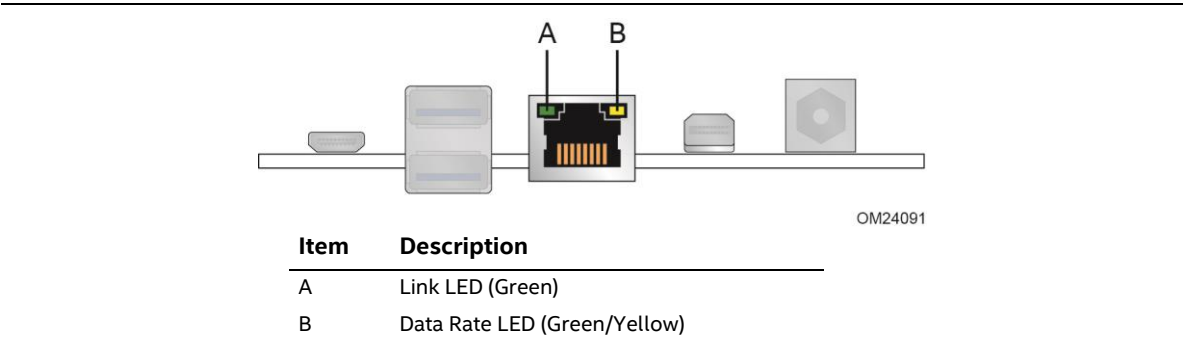 A B
OM24091
Item Description
A Link LED (Green)
B Data Rate LED (Green/Yellow)